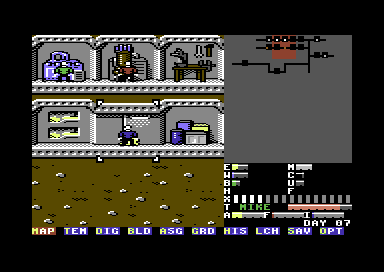 E M
W C
B U
H F
X
T MIKE
A F I
DAY 07
MAP TEM DIG BLD ASG GRD HIS LCH SAV OPT